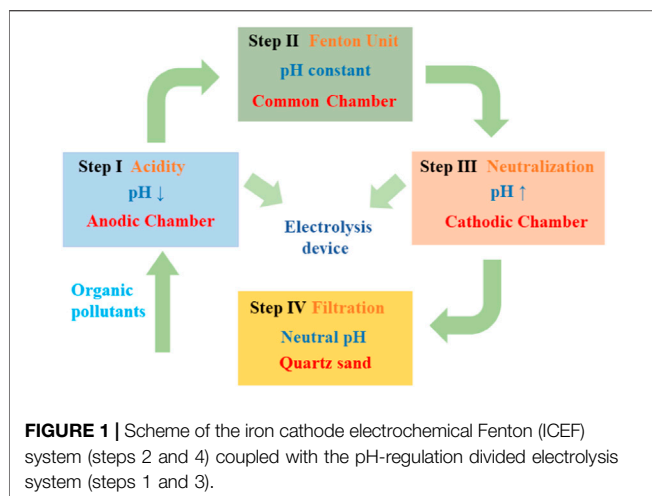 Step II Fenton Unit
pH constant
Common Chamber
Step I Acidity
pH ↓
Anodic Chamber
Step III Neutralization
pH ↑
Cathodic Chamber
Electrolysis
device
Organic
pollutants
Step IV Filtration
Neutral pH
Quartz sand
FIGURE 1 | Scheme of the iron cathode electrochemical Fenton (ICEF)
system (steps 2 and 4) coupled with the pH-regulation divided electrolysis
system (steps 1 and 3).